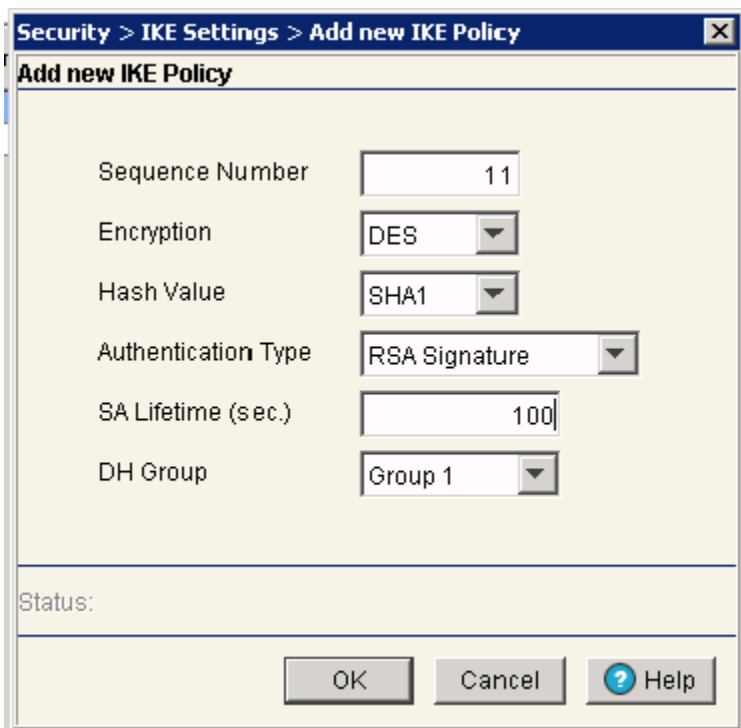 Security > IKE Settings > Add new IKE Policy
Add new IKE Policy
Sequence Number 11
Encryption DES
Hash Value SHA1
Authentication Type RSA Signature
SA Lifetime (sec.) 100
DH Group Group 1
Status:
OK Cancel ? Help